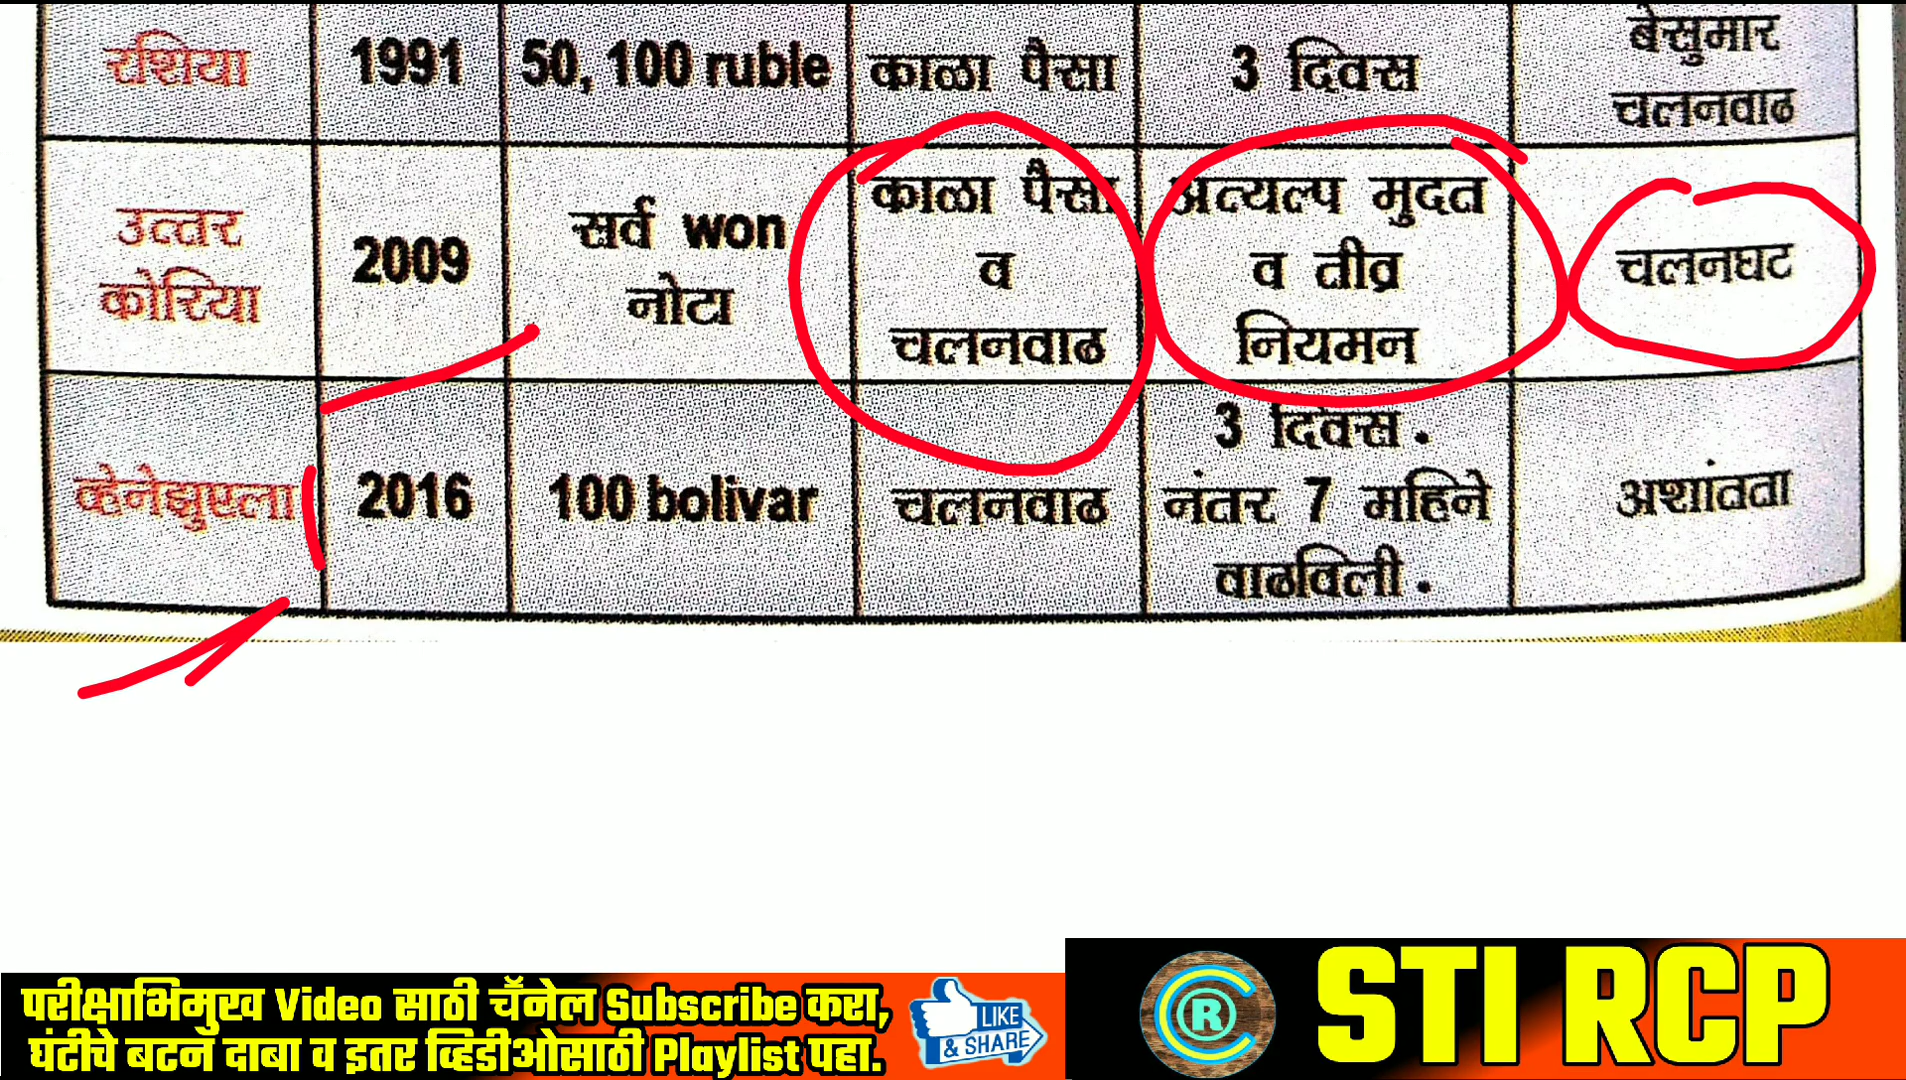 रशिया 1991 50, 100 ruble काळा पैसा 3 दिवस बेसुमार चलनवाढ
उत्तर कोरिया 2009 सर्व won नोटा काळा पैसा व चलनवाढ अत्यल्प मुदत व तीव्र नियमन चलनघट
व्हेनेझुएला 2016 100 bolivar चलनवाढ 3 दिवस. नंतर 7 महिने वाढविली. अशांतता
परीक्षाभिमुख Video साठी चॅनेल Subscribe करा,
घंटीचे बटन दाबा व इतर व्हिडीओसाठी Playlist पहा.
LIKE
& SHARE
R
STI RCP